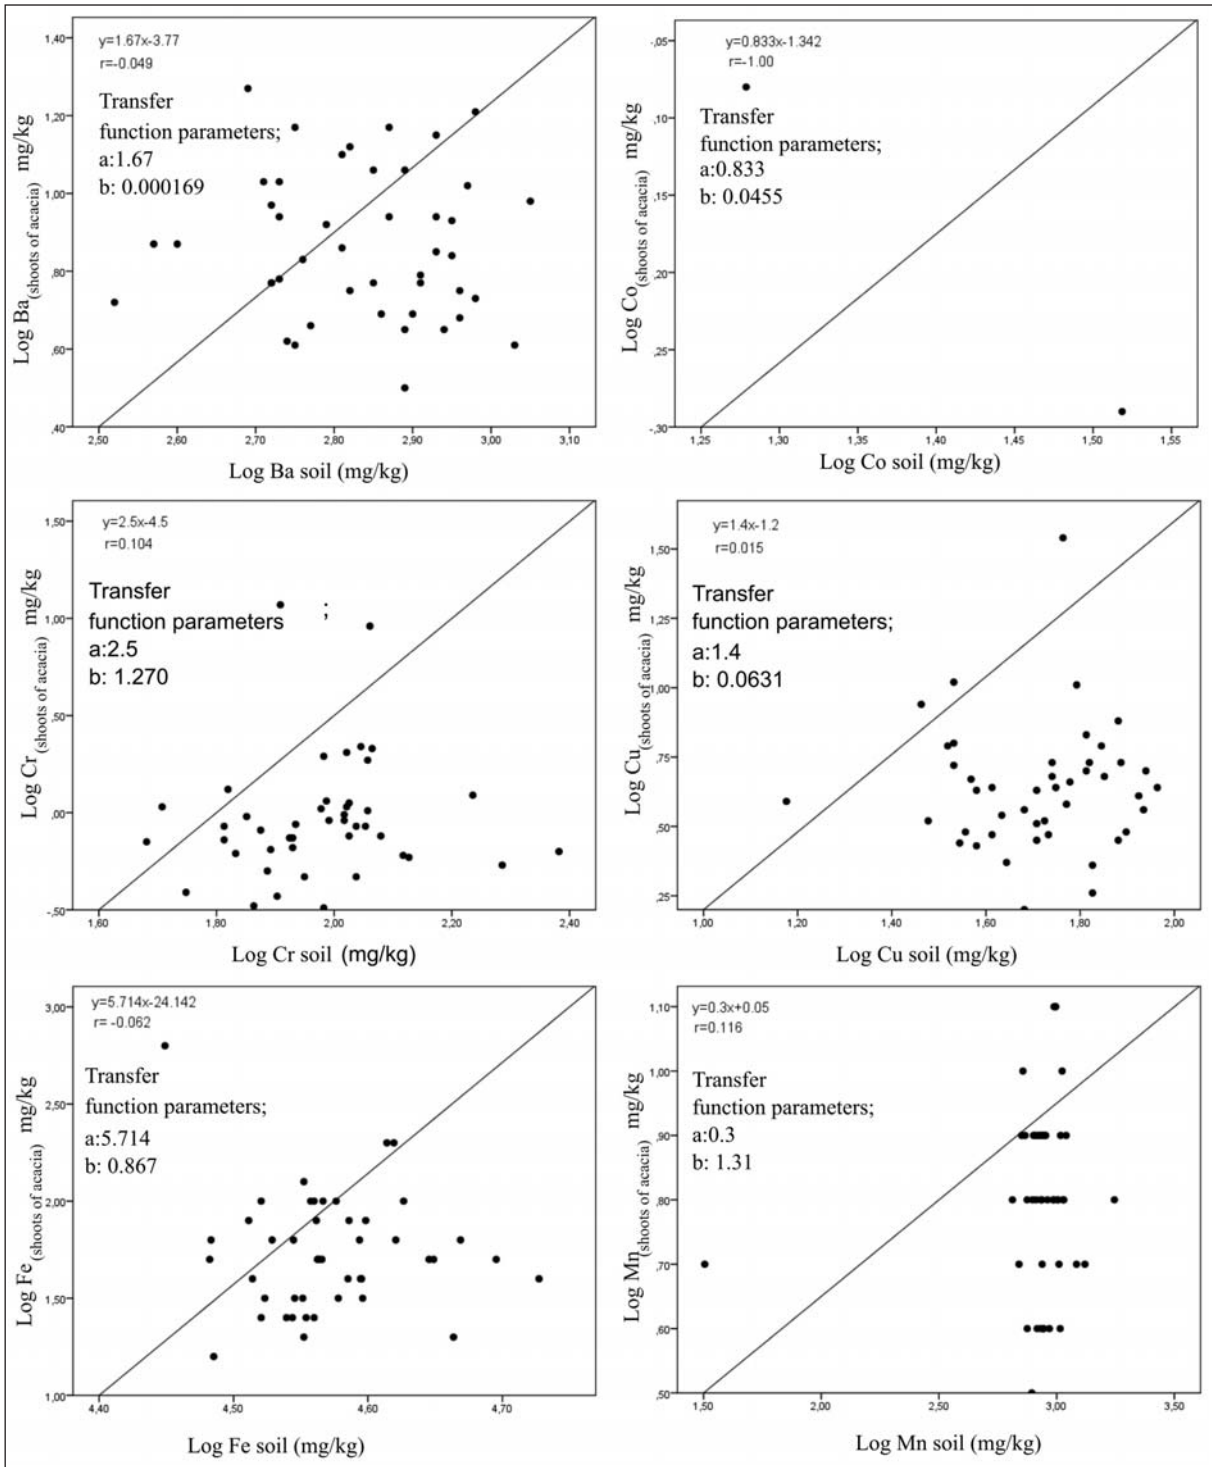 y=1.67x-3.77
r=-0.049
Transfer
function parameters;
a:1.67
b: 0.000169
Log Ba(shoots of acacia) mg/kg
1,40
1,20
1,00
,80
,60
,40
2,50 2,60 2,70 2,80 2,90 3,00 3,10
Log Ba soil (mg/kg)
y=0.833x-1.342
r=-1.00
Transfer
function parameters;
a:0.833
b: 0.0455
Log Co(shoots of acacia) mg/kg
-,05
-,10
-,15
-,20
-,25
-,30
1,25 1,30 1,35 1,40 1,45 1,50 1,55
Log Co soil (mg/kg)
y=2.5x-4.5
r=0.104
Transfer
function parameters ;
a:2.5
b: 1.270
Log Cr(shoots of acacia) mg/kg
1,50
1,00
,50
,00
-,50
1,60 1,80 2,00 2,20 2,40
Log Cr soil (mg/kg)
y=1.4x-1.2
r=0.015
Transfer
function parameters;
a:1.4
b: 0.0631
Log Cu(shoots of acacia) mg/kg
1,50
1,25
1,00
,75
,50
,25
1,00 1,20 1,40 1,60 1,80 2,00
Log Cu soil (mg/kg)
y=5.714x-24.142
r= -0.062
Transfer
function parameters;
a:5.714
b: 0.867
Log Fe(shoots of acacia) mg/kg
3,00
2,50
2,00
1,50
1,00
4,40 4,50 4,60 4,70
Log Fe soil (mg/kg)
y=0.3x+0.05
r=0.116
Transfer
function parameters;
a:0.3
b: 1.31
Log Mn(shoots of acacia) mg/kg
1,10
1,00
,90
,80
,70
,60
,50
1,50 2,00 2,50 3,00 3,50
Log Mn soil (mg/kg)